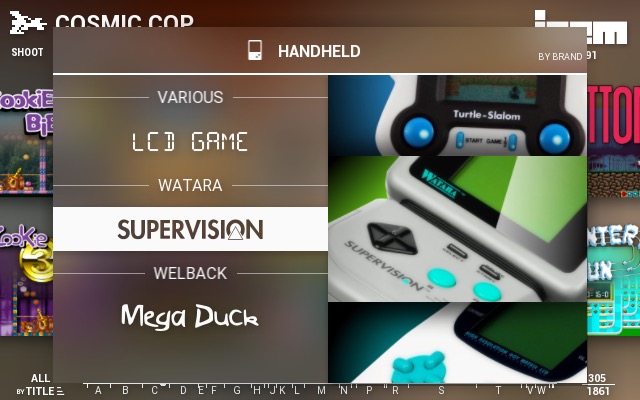 COSMIC COP
SHOOT
HANDHELD
BY BRAND
91
VARIOUS
LCD GAME
WATARA
SUPERVISION
WELBACK
Mega Duck
Turtle-Slalom
START GAME
WATARA
SUPERVISION
ALL
BY TITLE
A B C D E F G H I J K L M N P R S T V W
305
1861